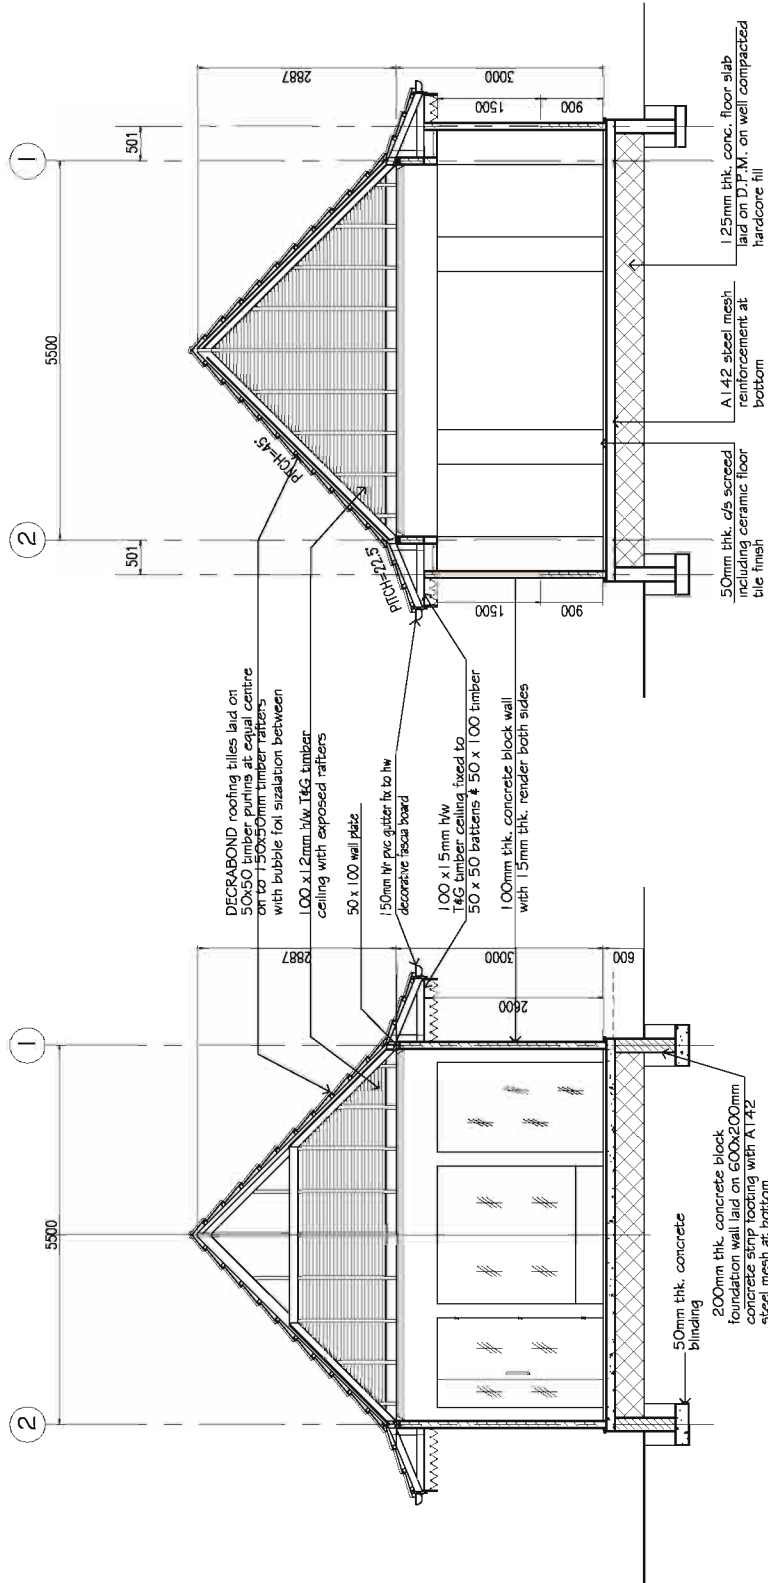 2
1
5500
2887
3000
600
2600
2
1
5500
501
501
2887
3000
1500
900
1500
900
PITCH=45°
PITCH=22.5°
DECRABOND roofing tilles laid on
50x50 timber purlins at equal centre
on to 150x50mm timber rafters
with bubble foil sizalation between
100 x12mm h/w T&G timber
ceiling with exposed rafters
50 x 100 wall plate
150mm h/r pvc gutter fix to hw
decorative fascia board
100 x15mm h/w
T&G timber ceiling fixed to
50 x 50 battens & 50 x 100 timber
100mm thk. concrete block wall
with 15mm thk. render both sides
50mm thk. concrete
blinding
200mm thk. concrete block
foundation wall laid on 600x200mm
concrete strip footing with A142
steel mesh at bottom
50mm thk. c/s screed
including ceramic floor
tile finish
A142 steel mesh
reinforcement at
bottom
125mm thk. conc. floor slab
laid on D.P.M. on well compacted
hardcore fill